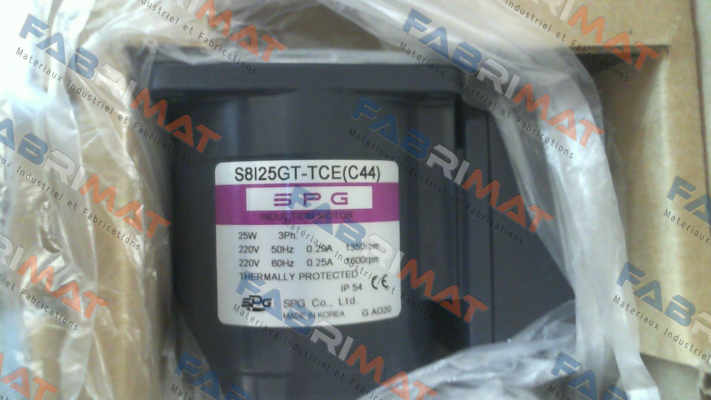 S8I25GT-TCE(C44)
SPG
INDUCTION MOTOR
25W 3Ph
220V 50Hz 0.29A 1350rpm
220V 60Hz 0.25A 1600rpm
THERMALLY PROTECTED
IP 54 CE
SPG SPG Co., Ltd.
MADE IN KOREA G AO20
FABRIMAT
Materiaux Industriel et Fabrications